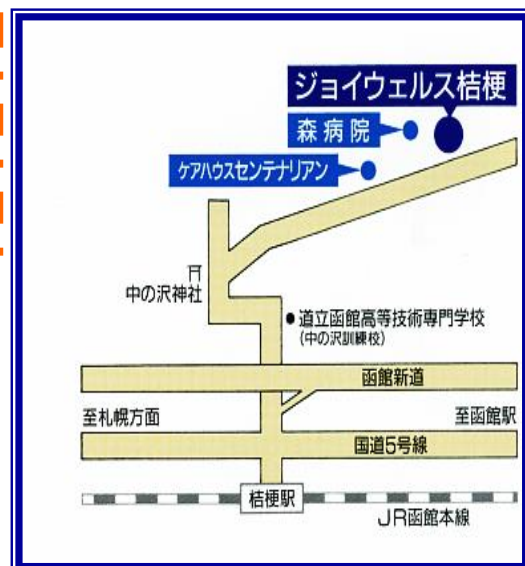 ジョイウェルス桔梗
森病院
ケアハウスセンテナリアン
中の沢神社
道立函館高等技術専門学校
(中の沢訓練校)
函館新道
至札幌方面
至函館駅
国道5号線
桔梗駅
JR函館本線